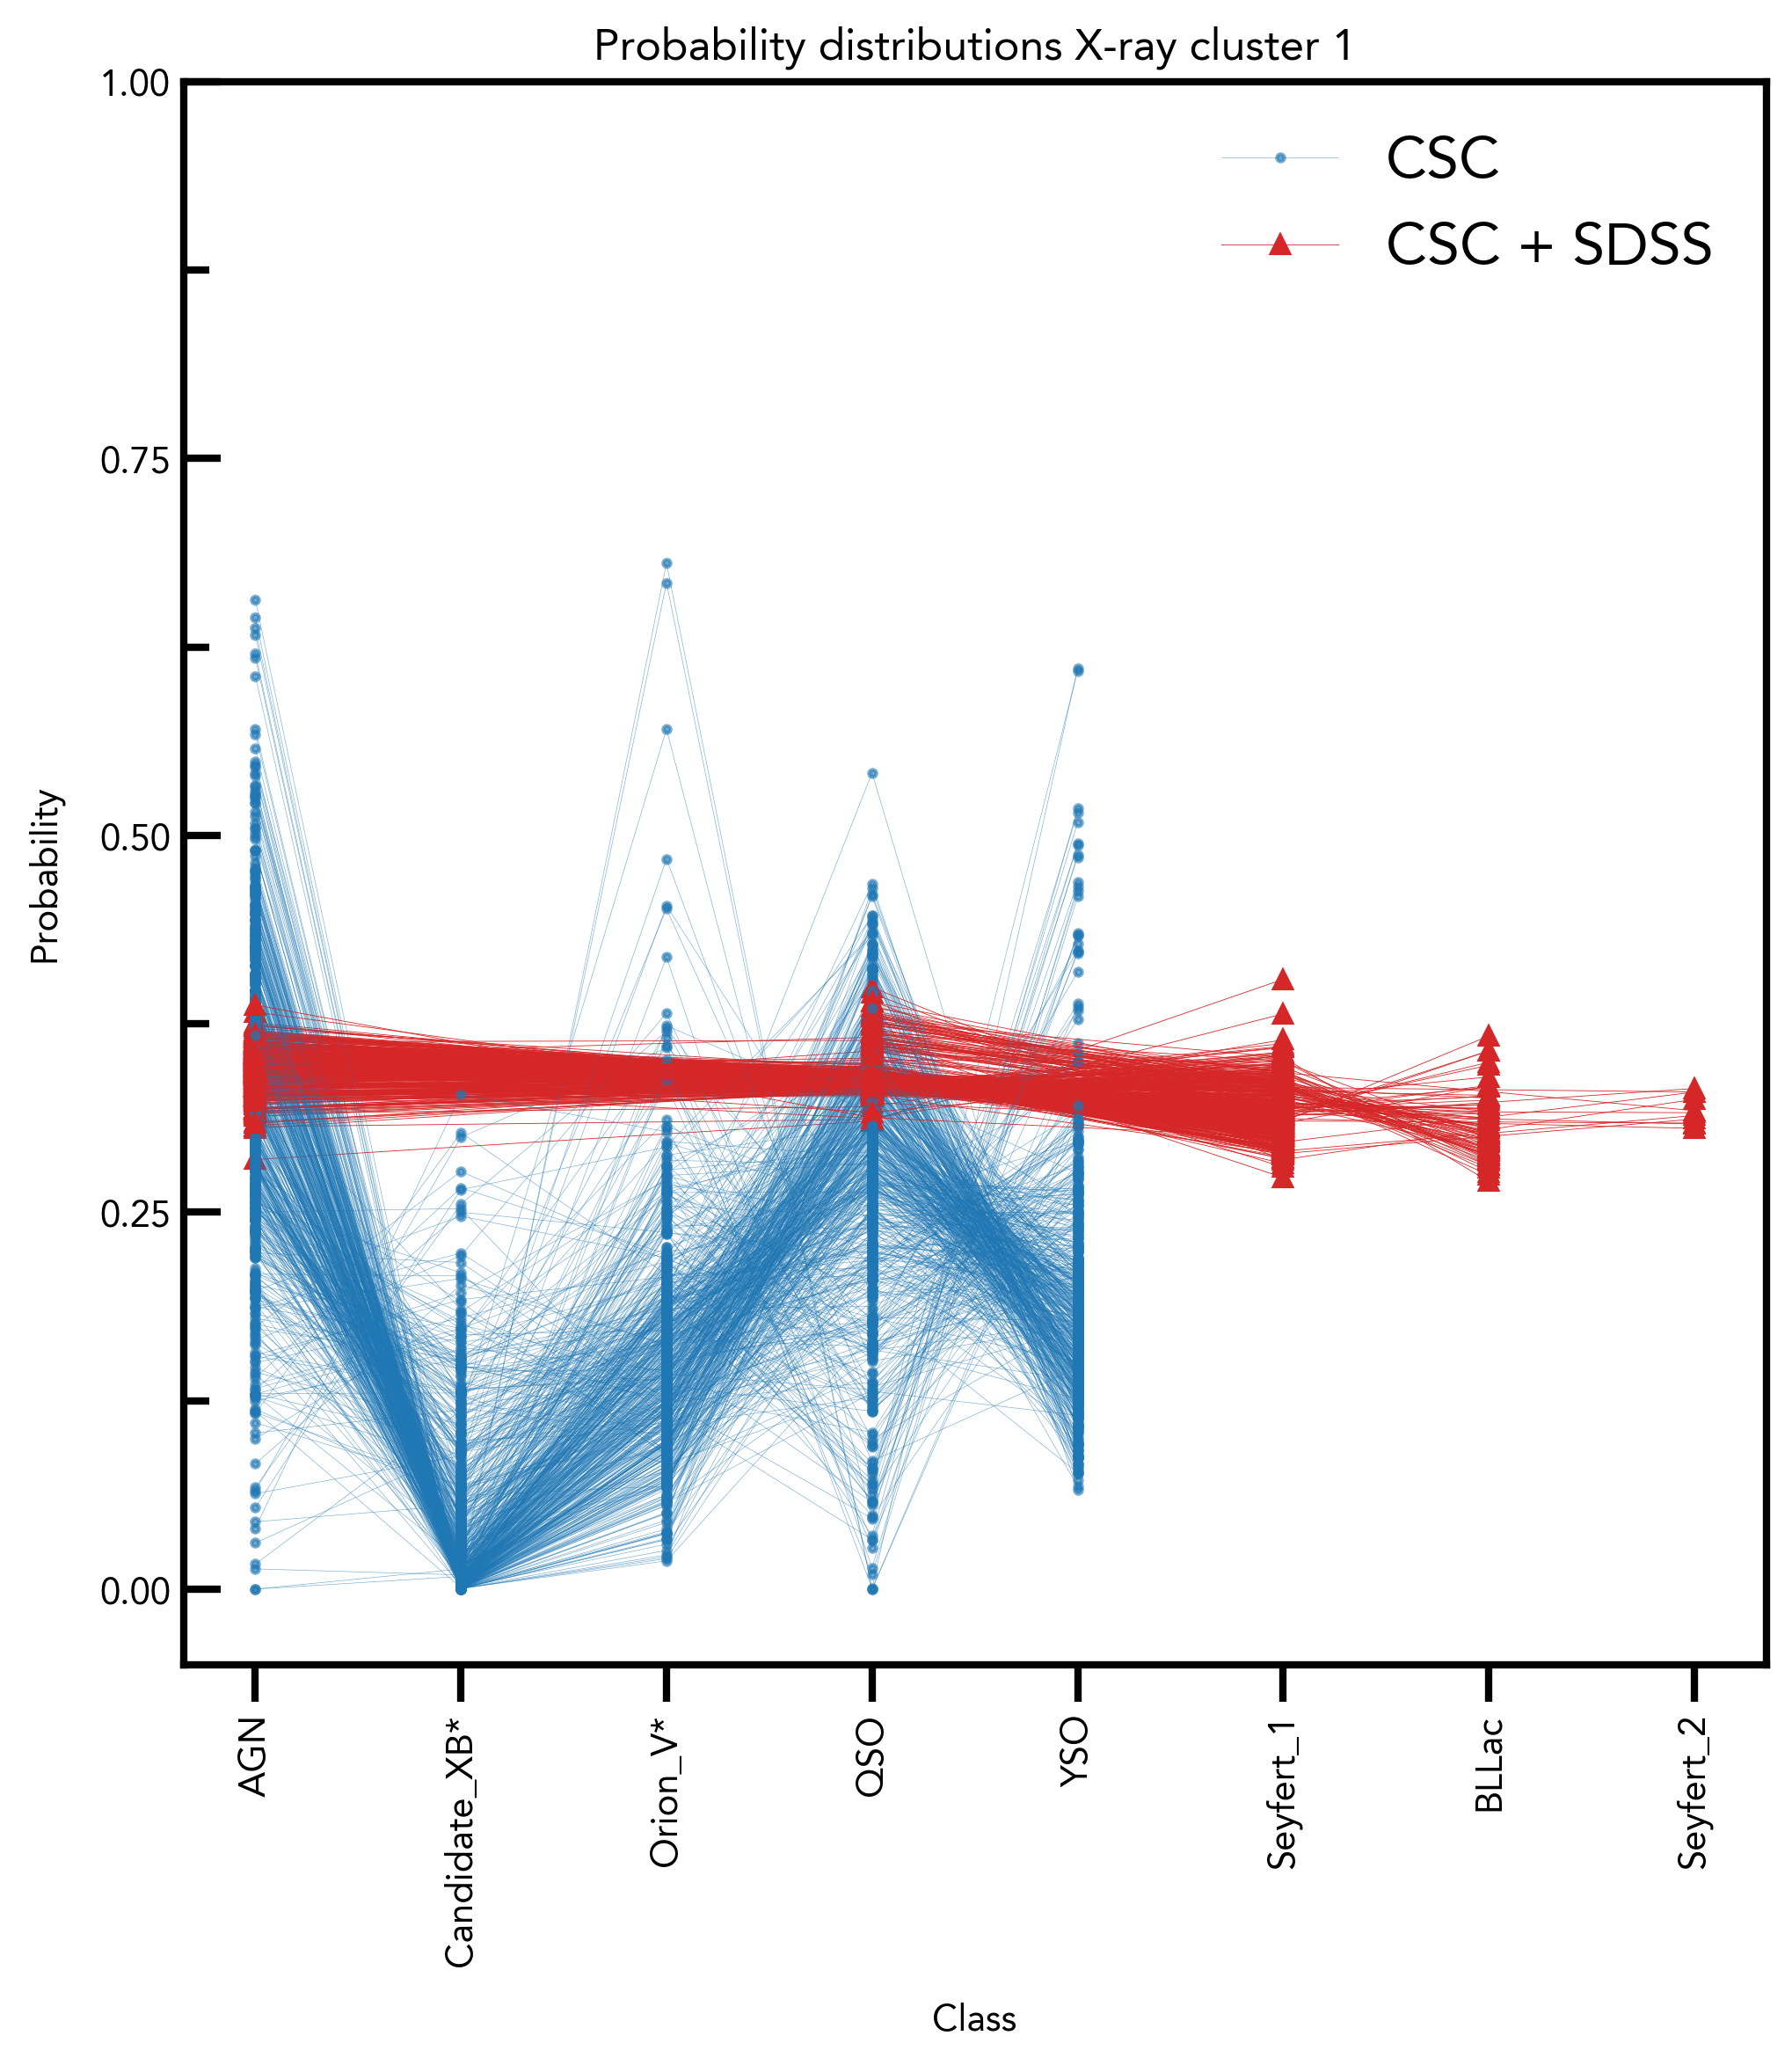 Probability distributions X-ray cluster 1
1.00
0.75
0.50
0.25
0.00
Probability
CSC
CSC + SDSS
AGN
Candidate_XB*
Orion_V*
QSO
YSO
Seyfert_1
BLLac
Seyfert_2
Class